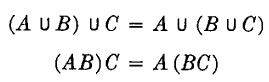 (A ∪ B) ∪ C = A ∪ (B ∪ C)
(AB)C = A(BC)